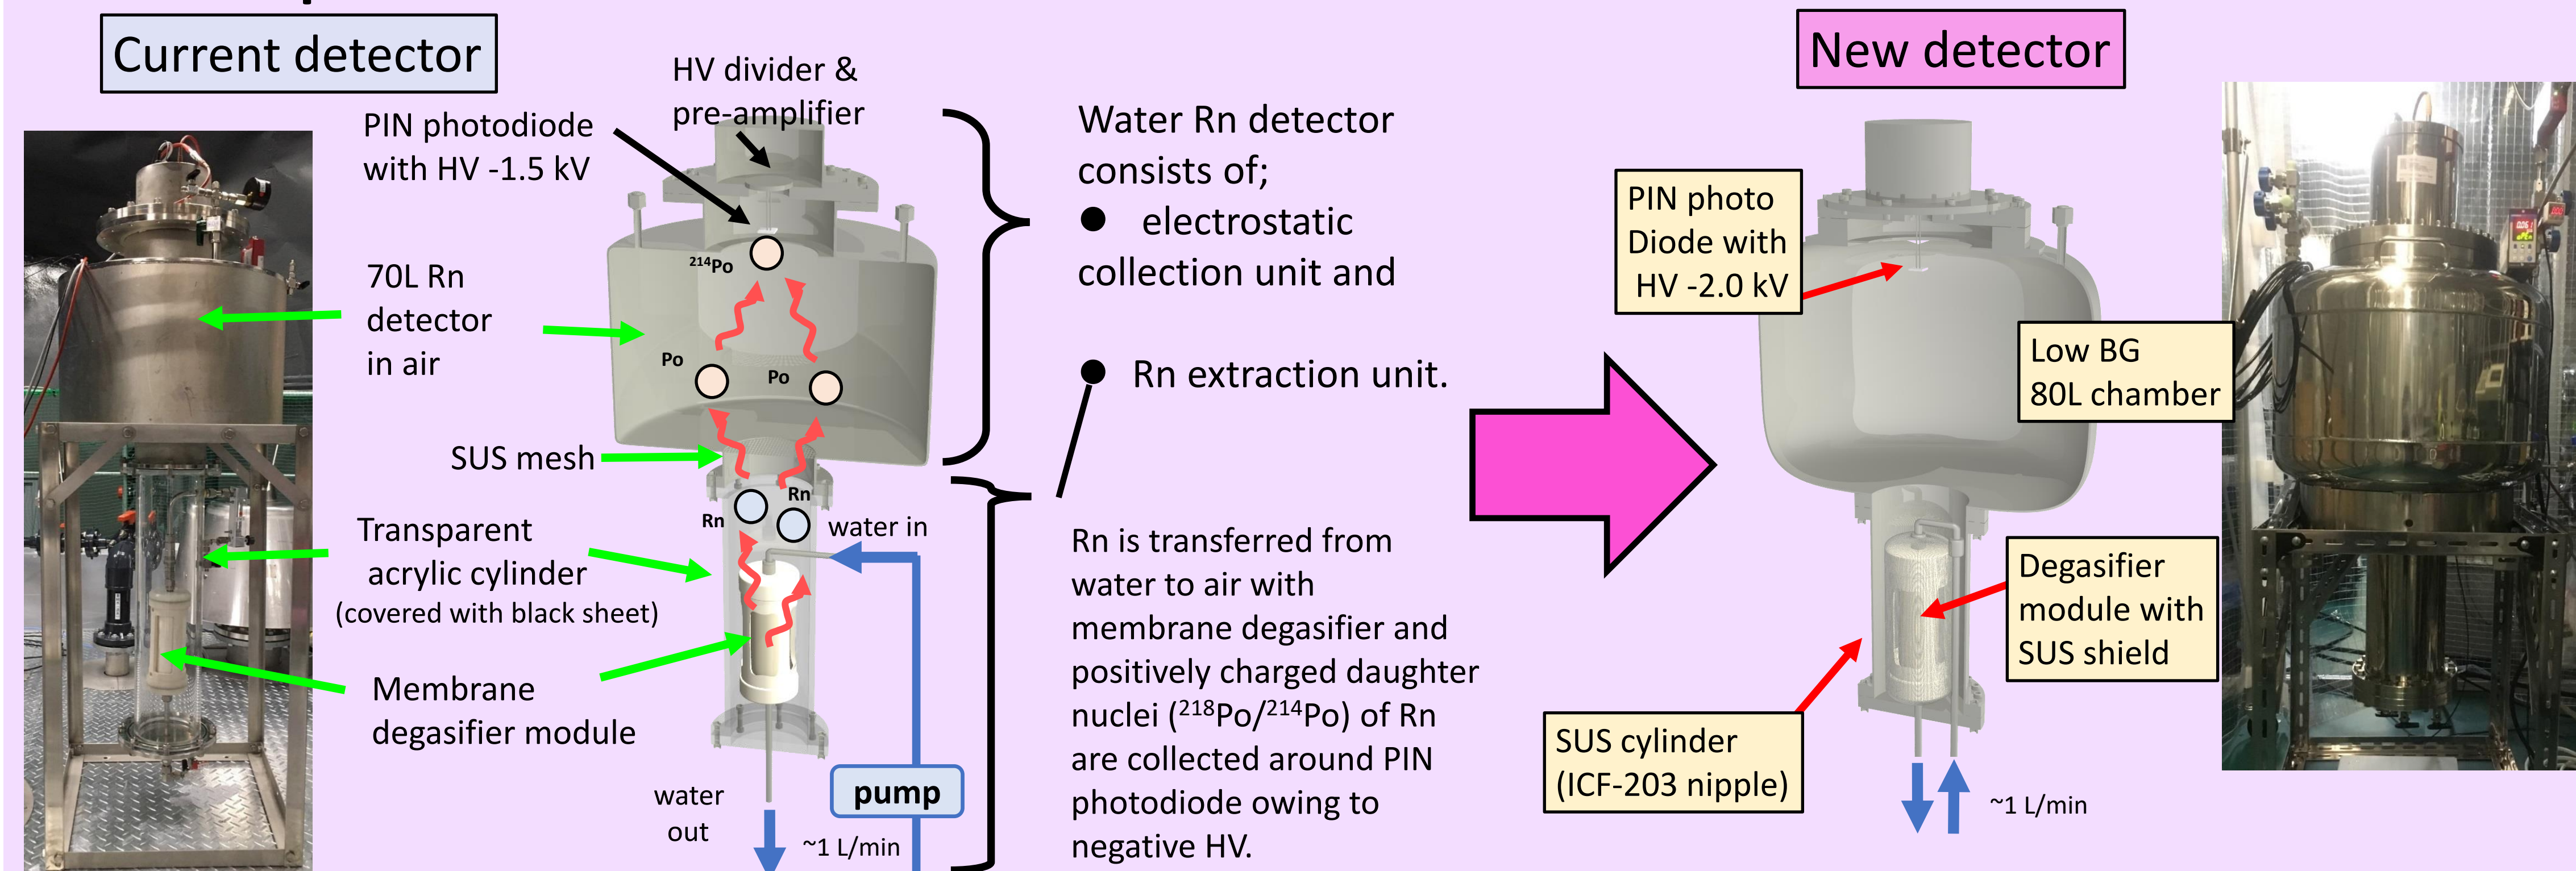 Current detector
HV divider &
pre-amplifier
PIN photodiode
with HV -1.5 kV
70L Rn
detector
in air
²¹⁴Po
Po
Po
SUS mesh
Rn
Rn
water in
Transparent
acrylic cylinder
(covered with black sheet)
Membrane
degasifier module
water
out
pump
~1 L/min
Water Rn detector
consists of;
● electrostatic
collection unit and
● Rn extraction unit.
Rn is transferred from
water to air with
membrane degasifier and
positively charged daughter
nuclei (²¹⁸Po/²¹⁴Po) of Rn
are collected around PIN
photodiode owing to
negative HV.
New detector
PIN photo
Diode with
HV -2.0 kV
Low BG
80L chamber
Degasifier
module with
SUS shield
SUS cylinder
(ICF-203 nipple)
~1 L/min